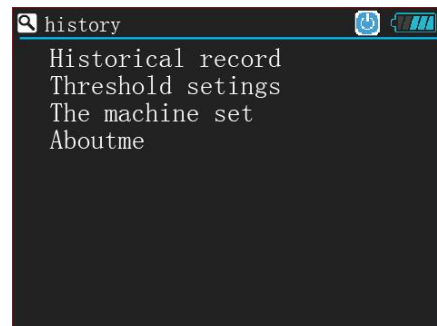 history
Historical record
Threshold setings
The machine set
Aboutme